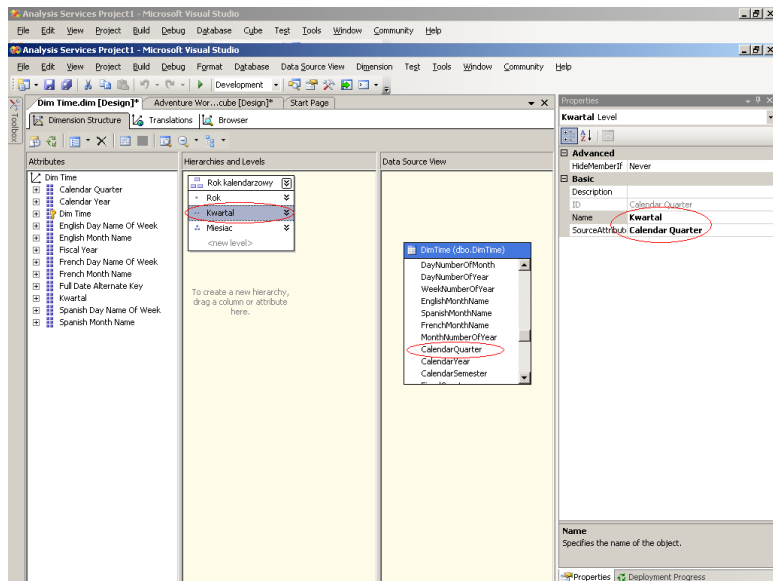 Analysis Services Project1 - Microsoft Visual Studio
File Edit View Project Build Debug Database Cube Test Tools Window Community Help
Analysis Services Project1 - Microsoft Visual Studio
File Edit View Project Build Debug Format Database Data Source View Dimension Test Tools Window Community Help
Development
Toolbox
Dim Time.dim [Design]* Adventure Wor...cube [Design]* Start Page
Dimension Structure Translations Browser
Attributes
Dim Time
Calendar Quarter
Calendar Year
Dim Time
English Day Name Of Week
English Month Name
Fiscal Year
French Day Name Of Week
French Month Name
Full Date Alternate Key
Kwartal
Spanish Day Name Of Week
Spanish Month Name
Hierarchies and Levels
Rok kalendarzowy
Rok
Kwartal
Miesiac
<new level>
To create a new hierarchy,
drag a column or attribute
here.
Data Source View
DimTime (dbo.DimTime)
DayNumberOfMonth
DayNumberOfYear
WeekNumberOfYear
EnglishMonthName
SpanishMonthName
FrenchMonthName
MonthNumberOfYear
CalendarQuarter
CalendarYear
CalendarSemester
Properties
Kwartal Level
Advanced
HideMemberIf Never
Basic
Description
ID Calendar Quarter
Name Kwartal
SourceAttribut Calendar Quarter
Name
Specifies the name of the object.
Properties Deployment Progress